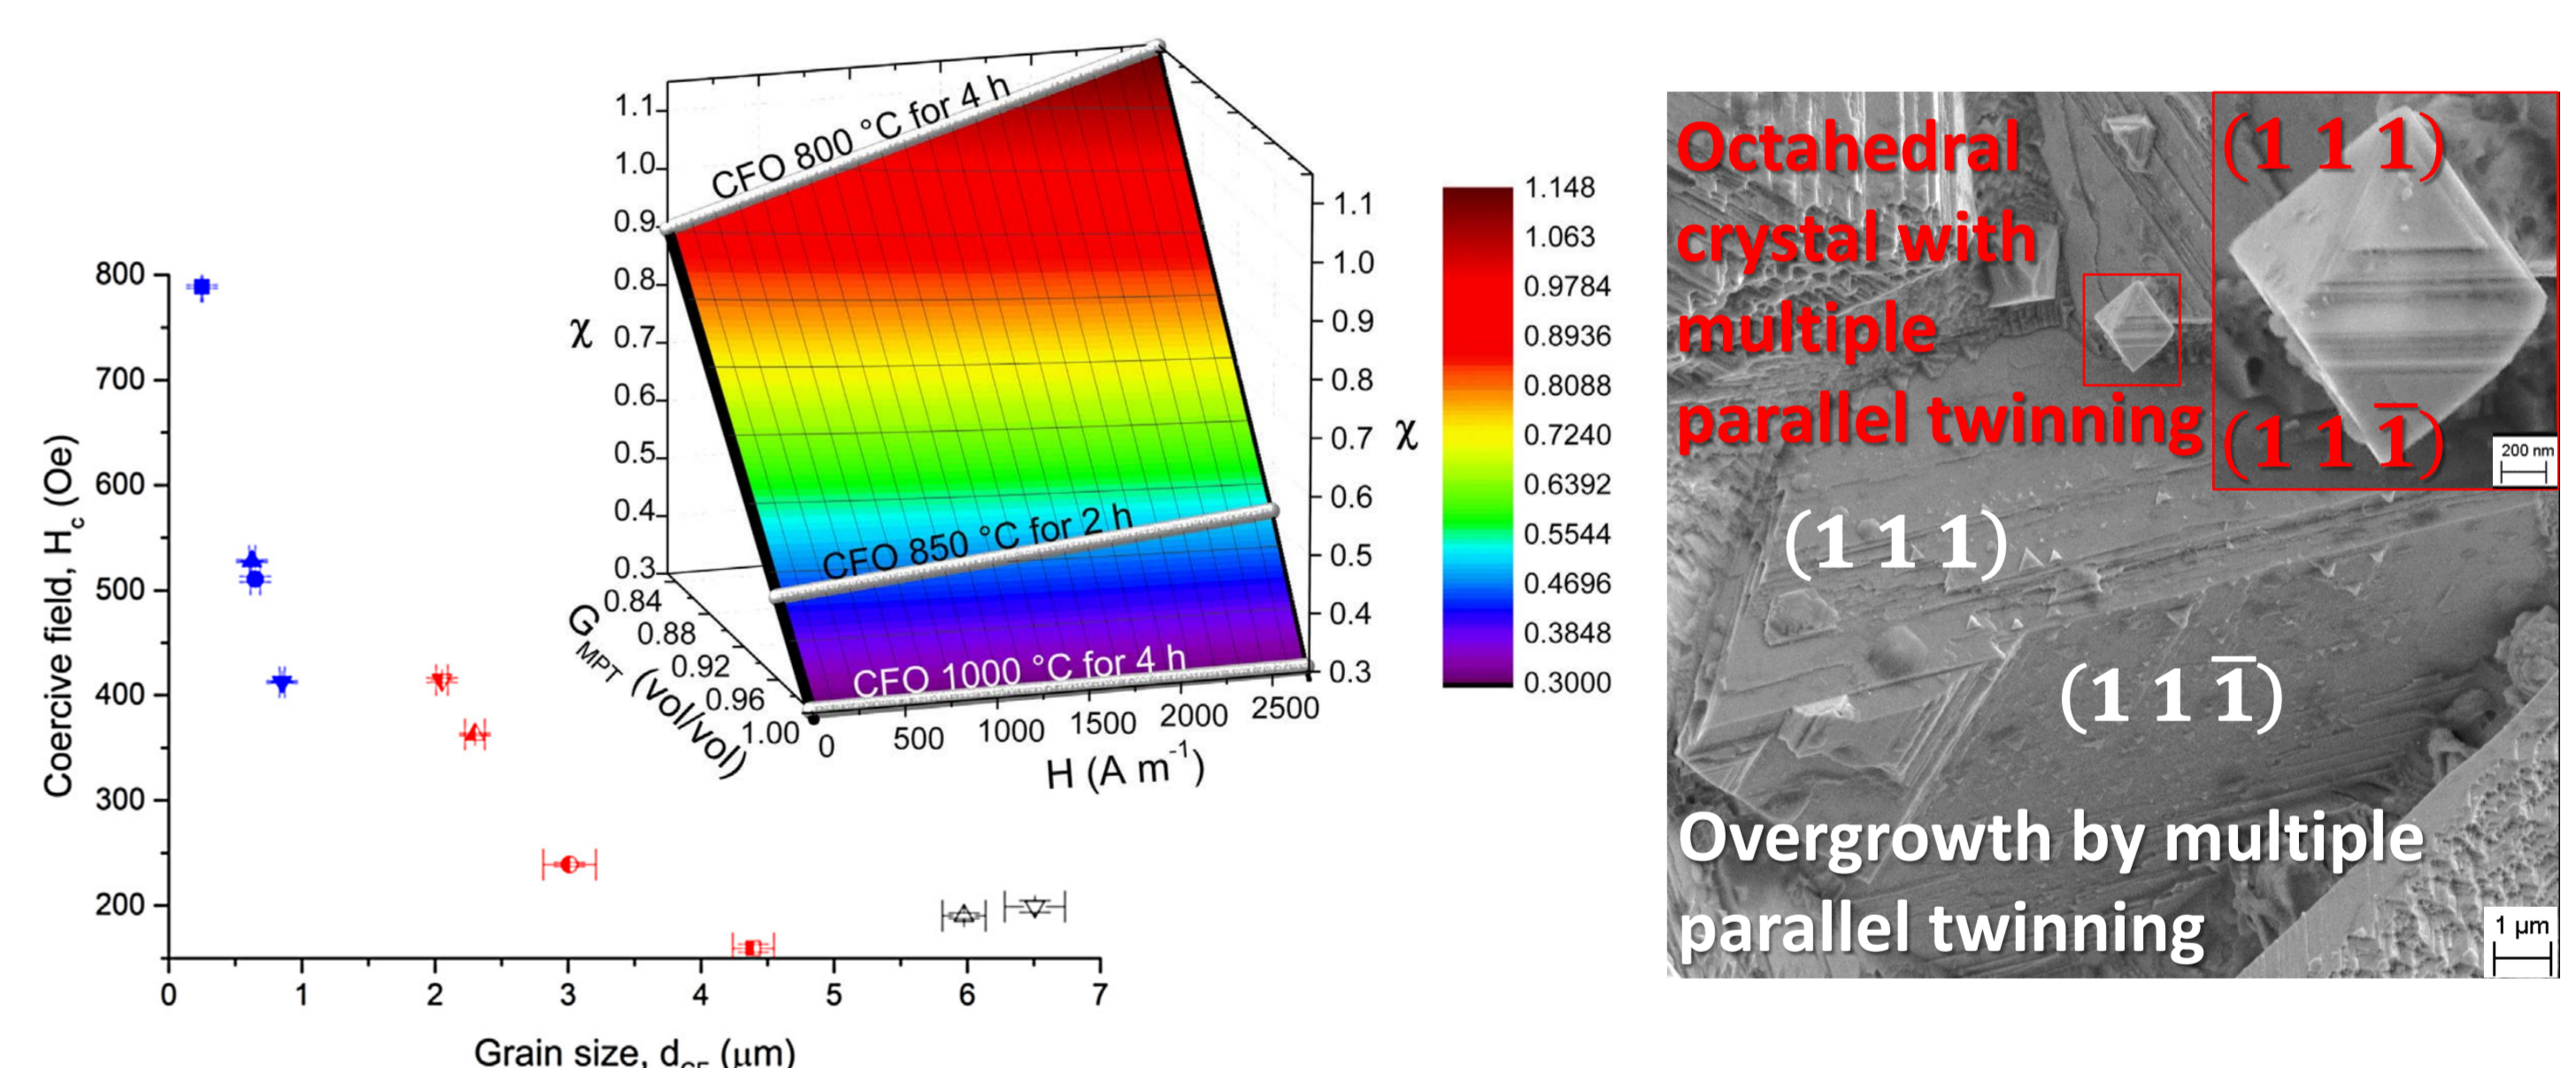 800
700
600
500
400
300
200
0
1
2
3
4
5
6
7
Coercive field, Hc (Oe)
Grain size, d (μm)
CFO 800 °C for 4 h
CFO 850 °C for 2 h
CFO 1000 °C for 4 h
χ
1.1
1.0
0.9
0.8
0.7
0.6
0.5
0.4
0.3
0.84
0.88
0.92
0.96
1.00
GMPT (vol/vol)
0
500
1000
1500
2000
2500
H (A m-1)
1.1
1.0
0.9
0.8
0.7
0.6
0.5
0.4
0.3
χ
1.148
1.063
0.9784
0.8936
0.8088
0.7240
0.6392
0.5544
0.4696
0.3848
0.3000
Octahedral
crystal with
multiple
parallel twinning
(1 1 1)
(1 1 1̅)
200 nm
(1 1 1)
(1 1 1̅)
Overgrowth by multiple
parallel twinning
1 μm